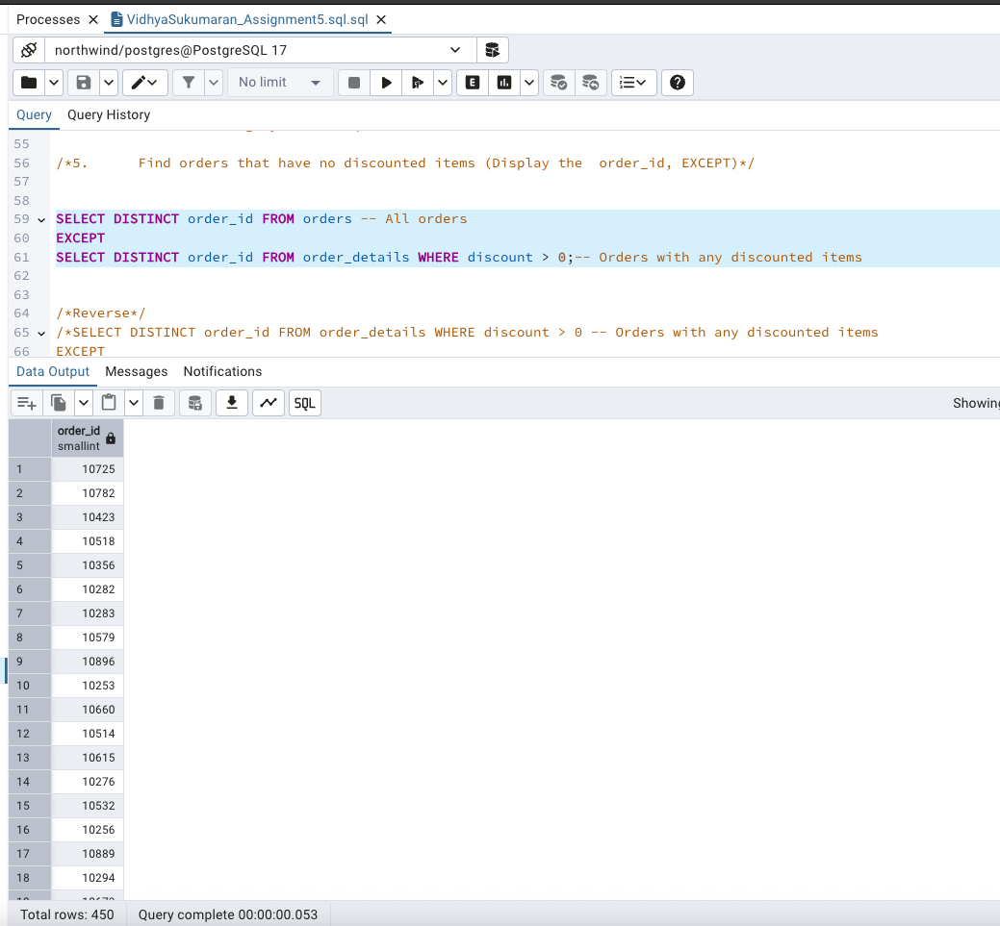 Processes
VidhyaSukumaran_Assignment5.sql.sql
northwind/postgres@PostgreSQL 17
No limit
E
Query Query History
55
56 /*5. Find orders that have no discounted items (Display the order_id, EXCEPT)*/
57
58
59 SELECT DISTINCT order_id FROM orders -- All orders
60 EXCEPT
61 SELECT DISTINCT order_id FROM order_details WHERE discount > 0;-- Orders with any discounted items
62
63
64 /*Reverse*/
65 /*SELECT DISTINCT order_id FROM order_details WHERE discount > 0 -- Orders with any discounted items
66 EXCEPT
Data Output Messages Notifications
SQL
Showing
order_id
smallint
1 10725
2 10782
3 10423
4 10518
5 10356
6 10282
7 10283
8 10579
9 10896
10 10253
11 10660
12 10514
13 10615
14 10276
15 10532
16 10256
17 10889
18 10294
Total rows: 450 Query complete 00:00:00.053